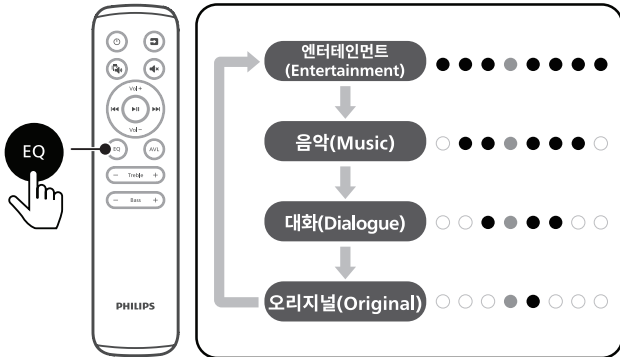 Vol+
Vol−
EQ
AVL
− Treble +
− Bass +
PHILIPS
EQ
엔터테인먼트
(Entertainment)
음악(Music)
대화(Dialogue)
오리지널(Original)